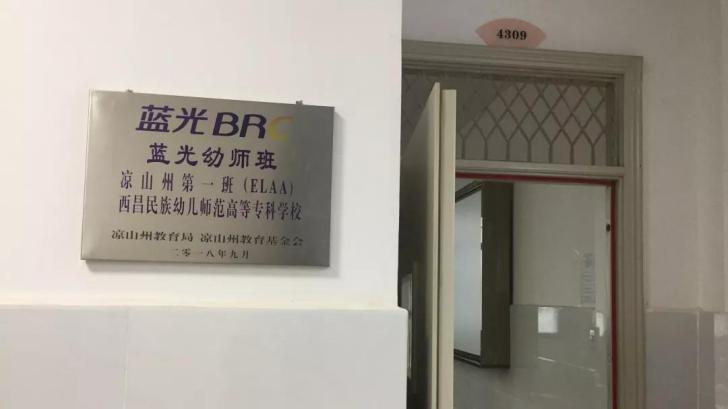 蓝光BRC
蓝光幼师班
凉山州第一班(ELAA)
西昌民族幼儿师范高等专科学校
凉山州教育局 凉山州教育基金会
二零一八年九月
4309